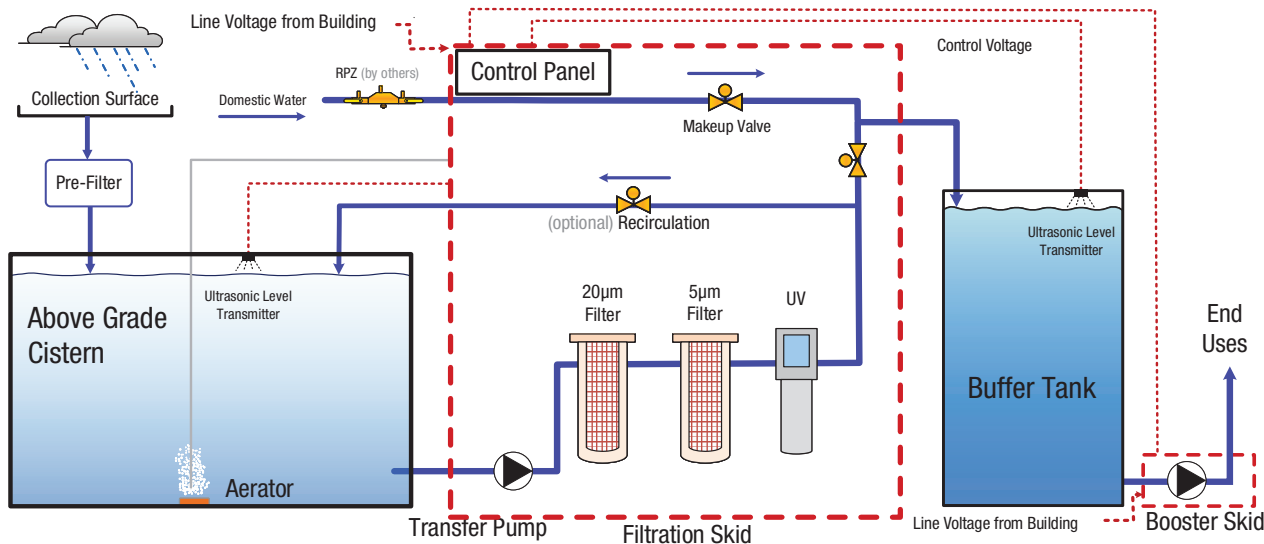 Line Voltage from Building
Control Voltage
Control Panel
RPZ (by others)
Collection Surface
Domestic Water
Makeup Valve
Pre-Filter
(optional) Recirculation
Ultrasonic Level
Transmitter
Ultrasonic Level
Transmitter
20µm
Filter
5µm
Filter
UV
Above Grade
Cistern
End
Uses
Buffer Tank
Aerator
Transfer Pump
Filtration Skid
Line Voltage from Building
Booster Skid